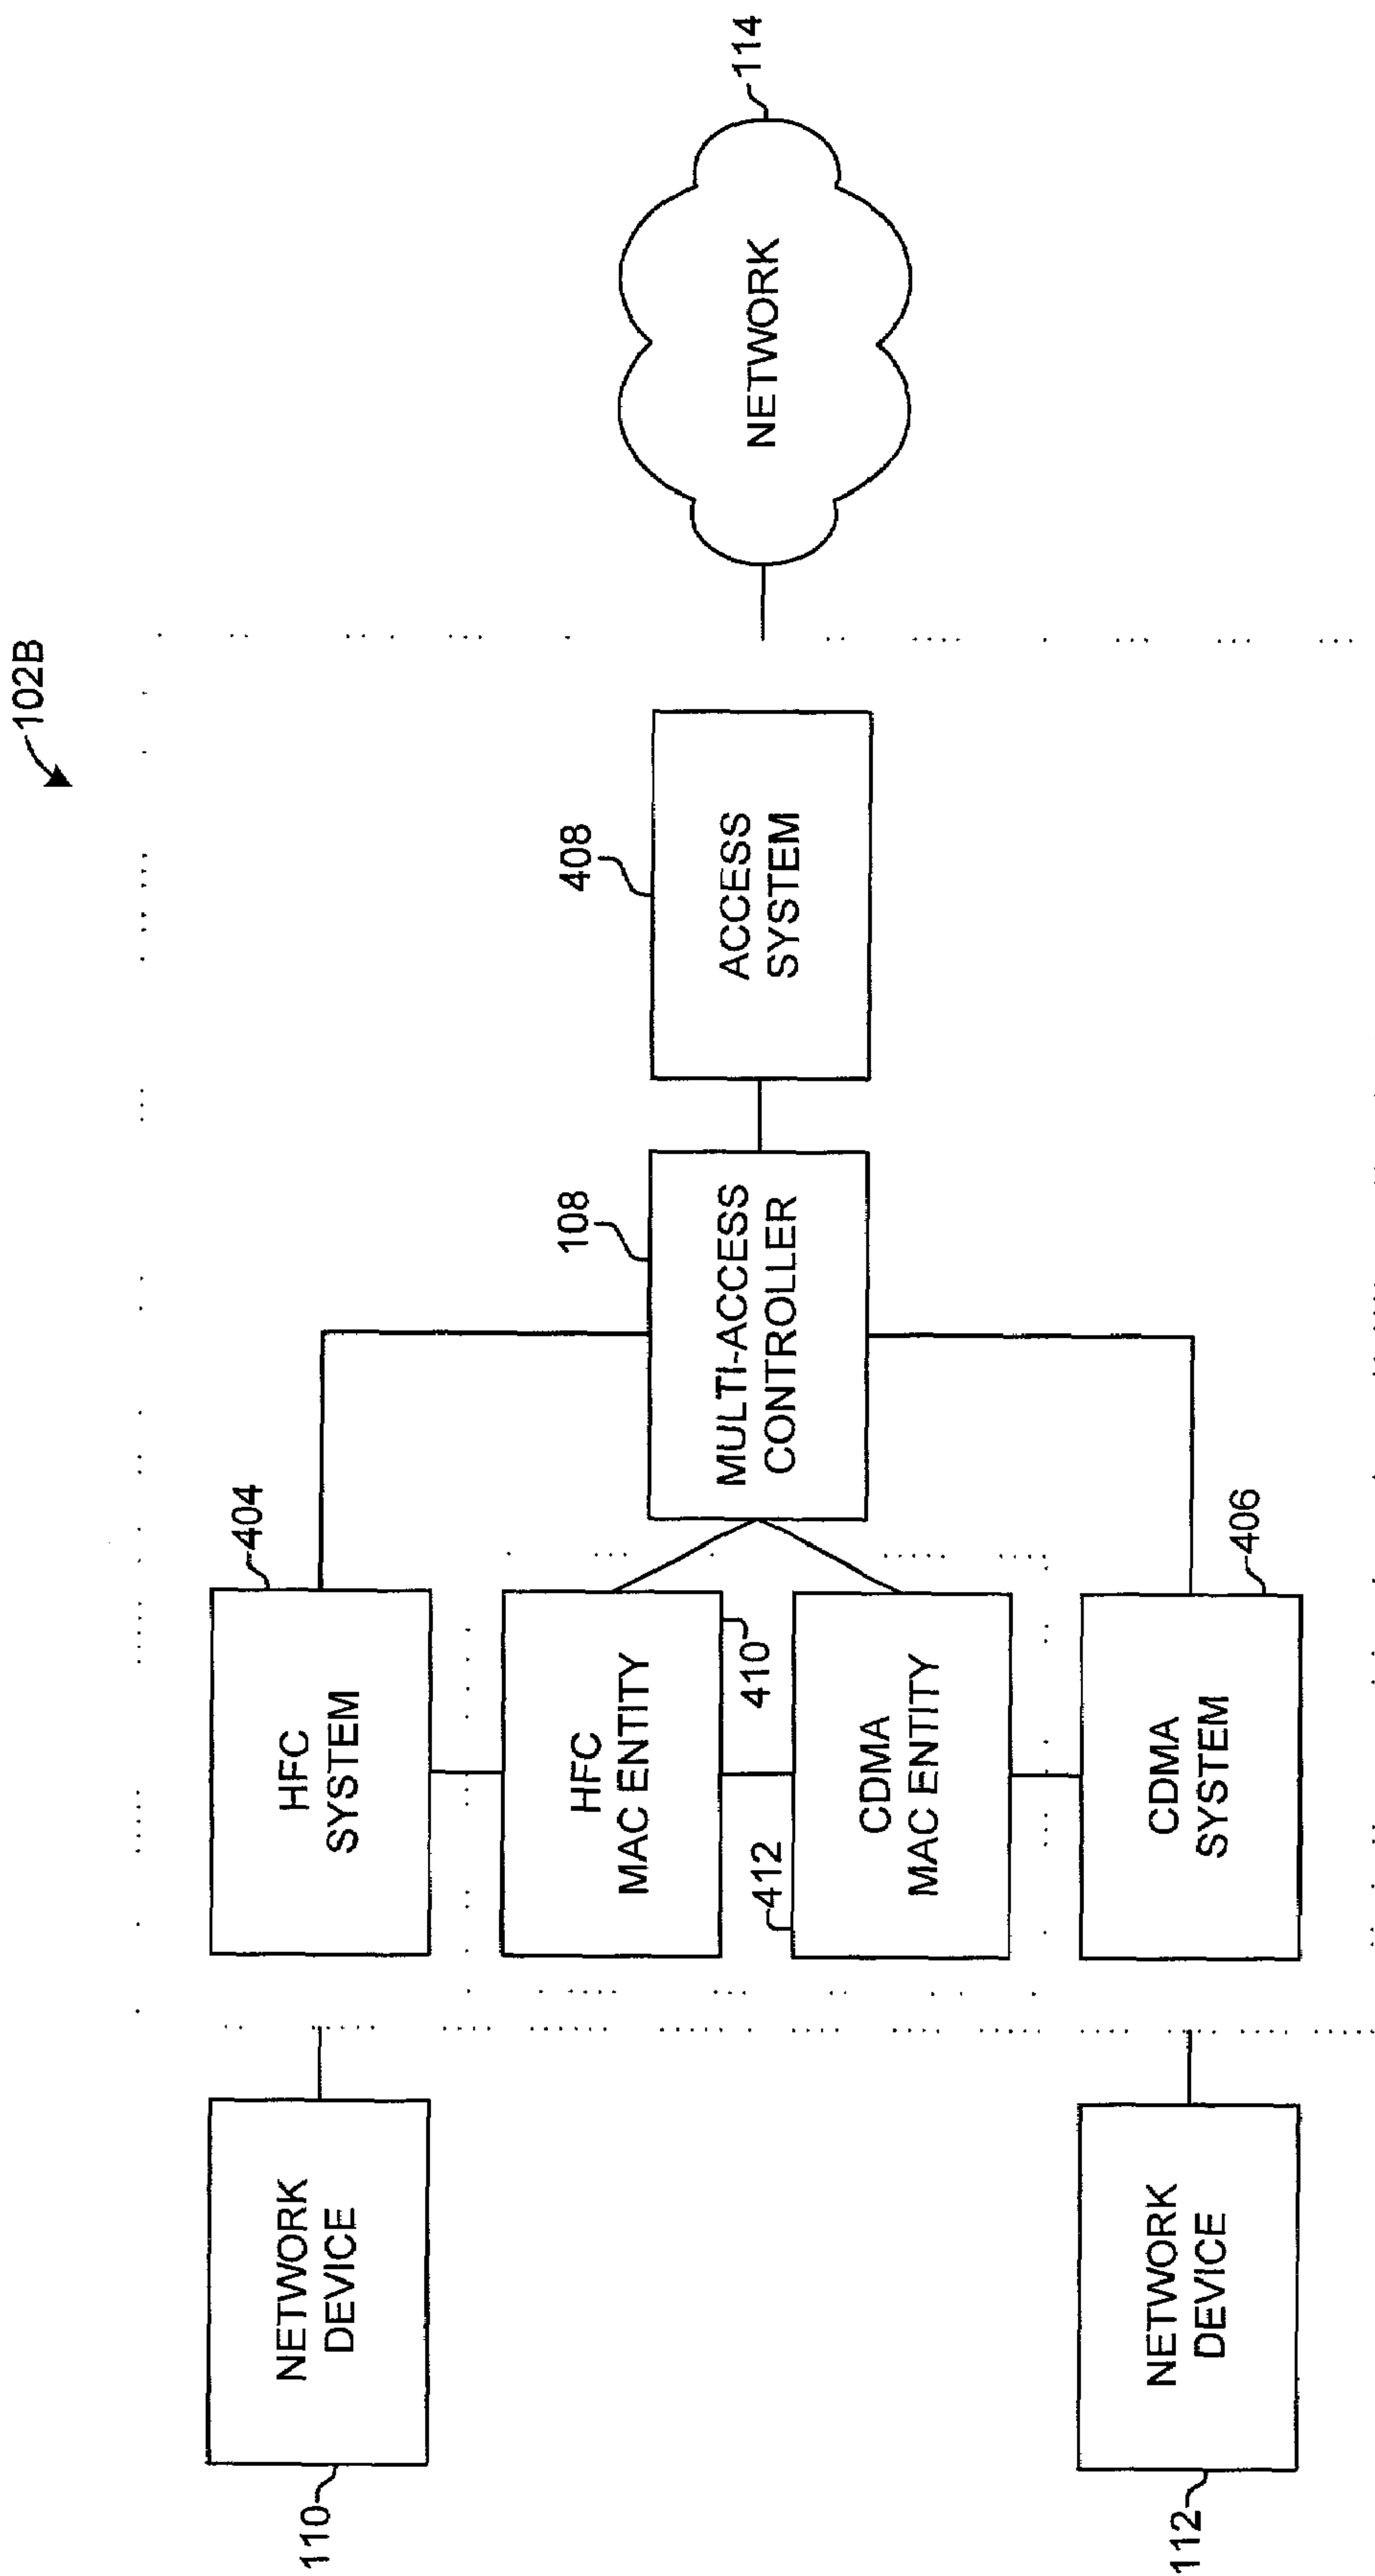 102B
110
NETWORK
DEVICE
112
NETWORK
DEVICE
404
HFC
SYSTEM
HFC
MAC ENTITY
410
412
CDMA
MAC ENTITY
CDMA
SYSTEM
406
108
MULTI-ACCESS
CONTROLLER
408
ACCESS
SYSTEM
NETWORK
114